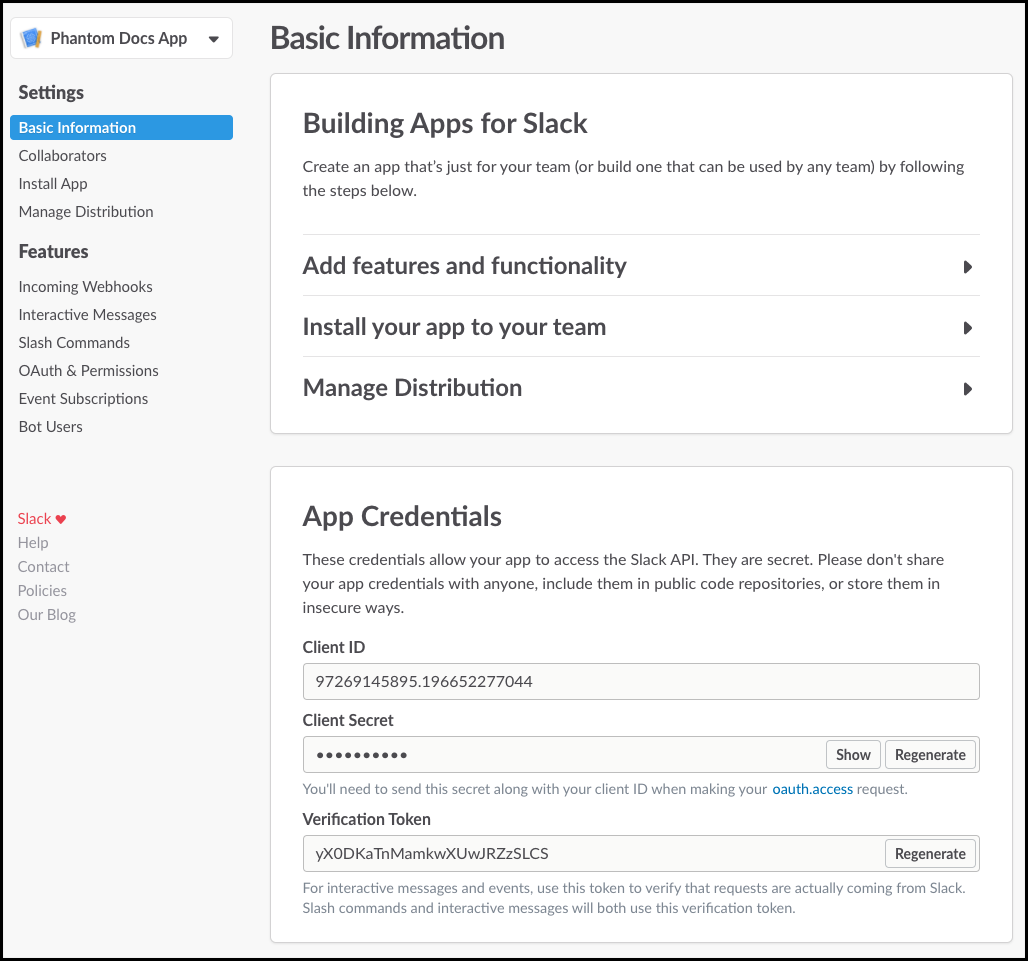 Phantom Docs App
Settings
Basic Information
Collaborators
Install App
Manage Distribution
Features
Incoming Webhooks
Interactive Messages
Slash Commands
OAuth & Permissions
Event Subscriptions
Bot Users
Slack
Help
Contact
Policies
Our Blog
Basic Information
Building Apps for Slack
Create an app that’s just for your team (or build one that can be used by any team) by following
the steps below.
Add features and functionality
Install your app to your team
Manage Distribution
App Credentials
These credentials allow your app to access the Slack API. They are secret. Please don't share
your app credentials with anyone, include them in public code repositories, or store them in
insecure ways.
Client ID
97269145895.196652277044
Client Secret
•••••••••• Show Regenerate
You'll need to send this secret along with your client ID when making your oauth.access request.
Verification Token
yX0DKaTnMamkwXUwJRZzSLCS Regenerate
For interactive messages and events, use this token to verify that requests are actually coming from Slack.
Slash commands and interactive messages will both use this verification token.